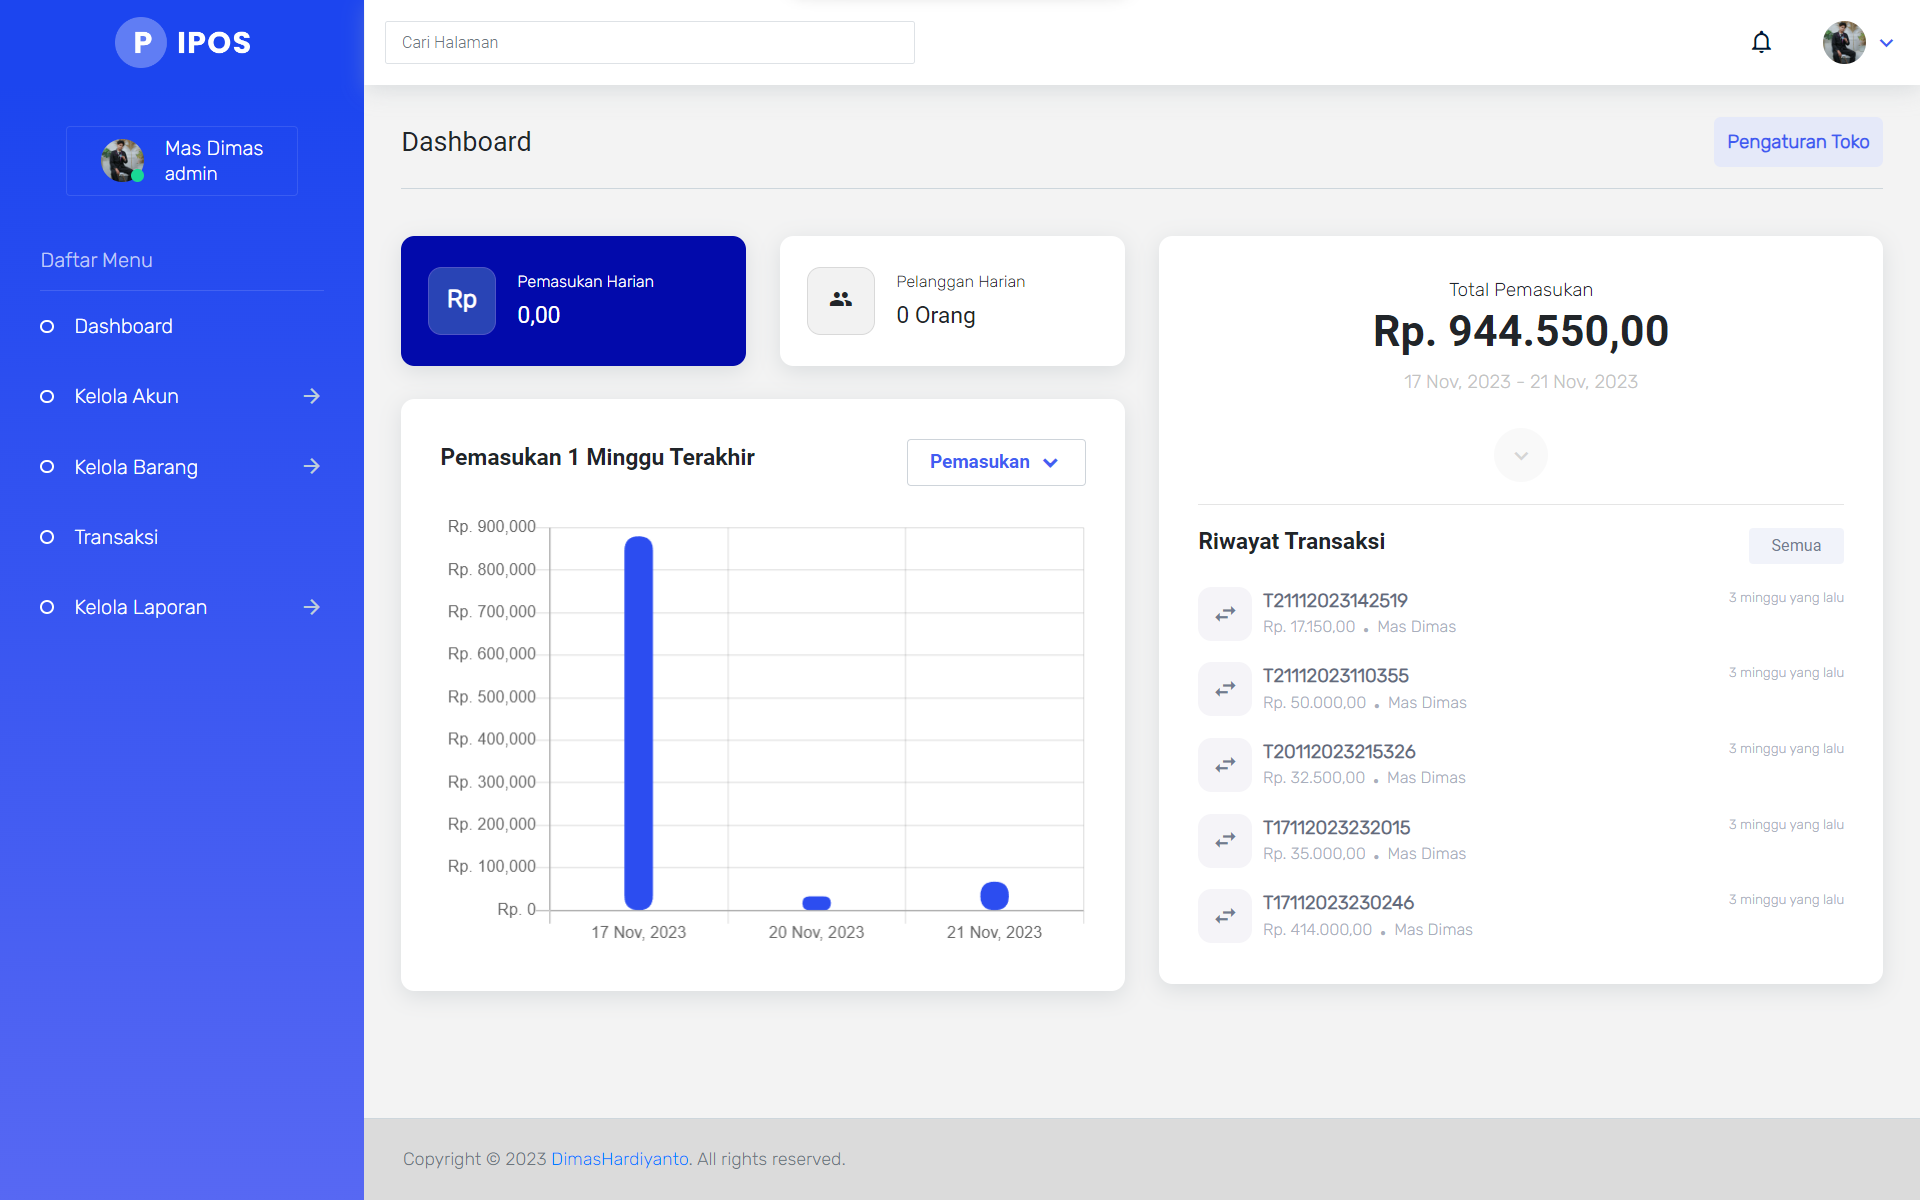 P IPOS
Mas Dimas
admin
Daftar Menu
Dashboard
Kelola Akun
Kelola Barang
Transaksi
Kelola Laporan
Cari Halaman
Dashboard
Pengaturan Toko
Rp
Pemasukan Harian
0,00
Pelanggan Harian
0 Orang
Pemasukan 1 Minggu Terakhir
Pemasukan
Rp. 900,000
Rp. 800,000
Rp. 700,000
Rp. 600,000
Rp. 500,000
Rp. 400,000
Rp. 300,000
Rp. 200,000
Rp. 100,000
Rp. 0
17 Nov, 2023
20 Nov, 2023
21 Nov, 2023
Total Pemasukan
Rp. 944.550,00
17 Nov, 2023 - 21 Nov, 2023
Riwayat Transaksi
Semua
T21112023142519
3 minggu yang lalu
Rp. 17.150,00 • Mas Dimas
T21112023110355
3 minggu yang lalu
Rp. 50.000,00 • Mas Dimas
T20112023215326
3 minggu yang lalu
Rp. 32.500,00 • Mas Dimas
T17112023232015
3 minggu yang lalu
Rp. 35.000,00 • Mas Dimas
T17112023230246
3 minggu yang lalu
Rp. 414.000,00 • Mas Dimas
Copyright © 2023 DimasHardiyanto. All rights reserved.